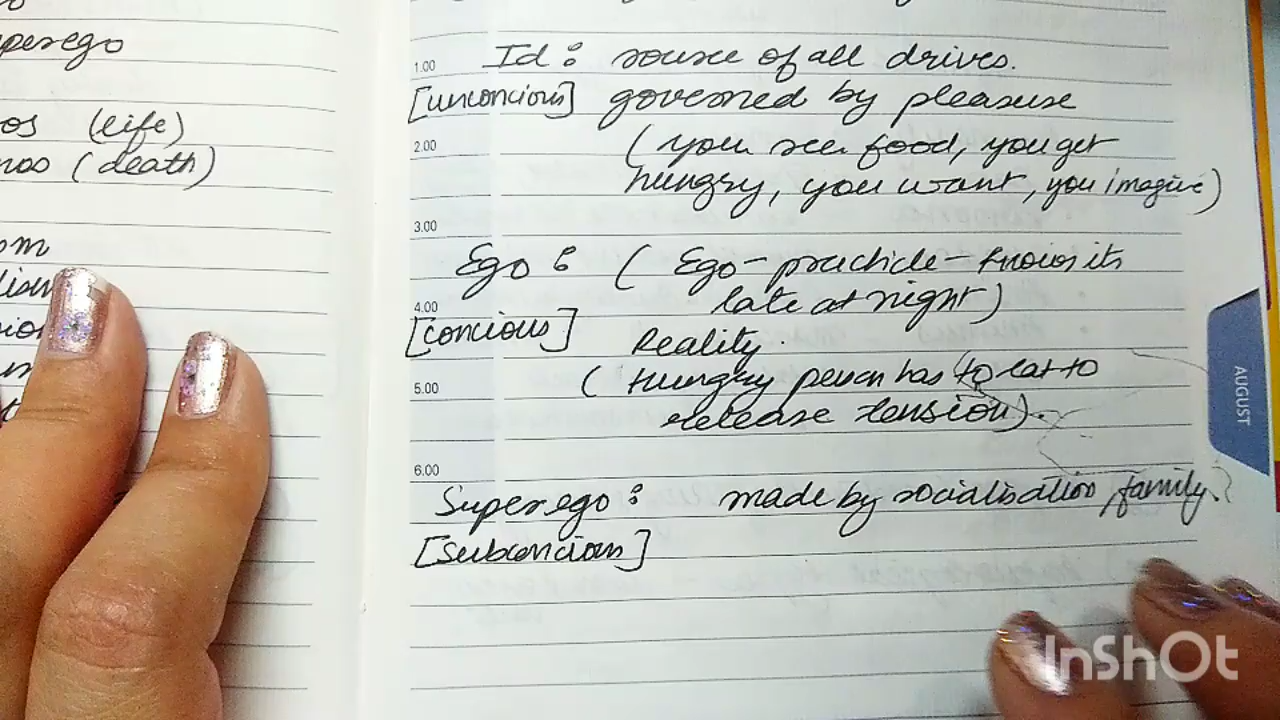 perego
os (life)
nos (death)
om
lism
Id : sourse of all drives.
[unconcious] governed by pleasure
(you see food, you get
hungry, you want, you imagine)
Ego : (Ego - practicle - knows its
late at night)
[concious]
Reality.
(Hungry person has to eat to
release tension).
Superego : made by socialisation, family.
[Subconcious]
1.00
2.00
3.00
4.00
5.00
6.00
AUGUST
InShOt